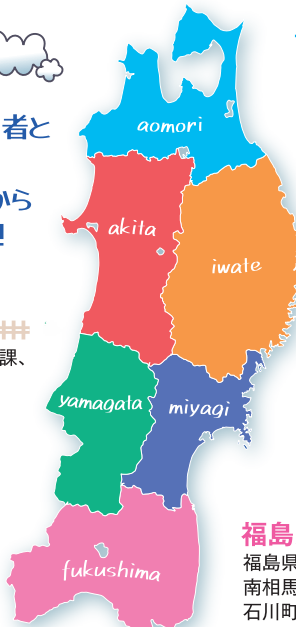 者と
から
!
課、
aomori
akita
iwate
yamagata
miyagi
fukushima
福島
福島県
南相馬
石川町